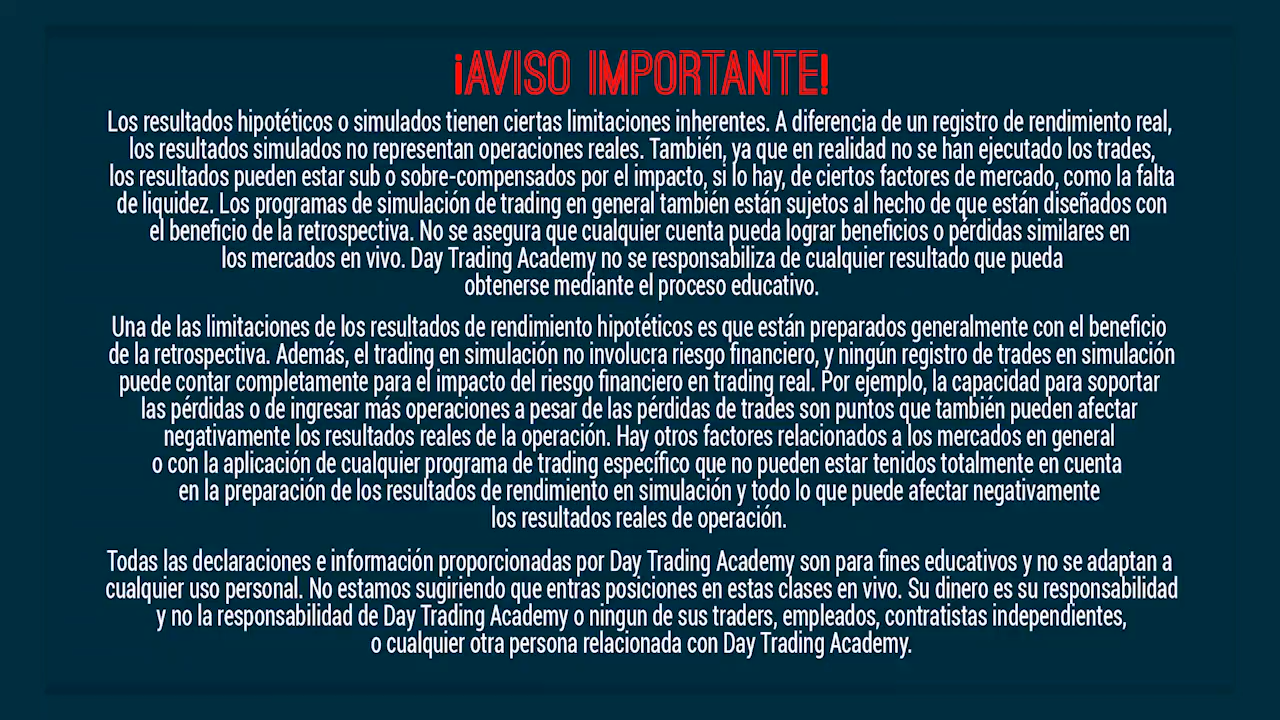 ¡AVISO IMPORTANTE!
Los resultados hipotéticos o simulados tienen ciertas limitaciones inherentes. A diferencia de un registro de rendimiento real,
los resultados simulados no representan operaciones reales. También, ya que en realidad no se han ejecutado los trades,
los resultados pueden estar sub o sobre-compensados por el impacto, si lo hay, de ciertos factores de mercado, como la falta
de liquidez. Los programas de simulación de trading en general también están sujetos al hecho de que están diseñados con
el beneficio de la retrospectiva. No se asegura que cualquier cuenta pueda lograr beneficios o pérdidas similares en
los mercados en vivo. Day Trading Academy no se responsabiliza de cualquier resultado que pueda
obtenerse mediante el proceso educativo.
Una de las limitaciones de los resultados de rendimiento hipotéticos es que están preparados generalmente con el beneficio
de la retrospectiva. Además, el trading en simulación no involucra riesgo financiero, y ningún registro de trades en simulación
puede contar completamente para el impacto del riesgo financiero en trading real. Por ejemplo, la capacidad para soportar
las pérdidas o de ingresar más operaciones a pesar de las pérdidas de trades son puntos que también pueden afectar
negativamente los resultados reales de la operación. Hay otros factores relacionados a los mercados en general
o con la aplicación de cualquier programa de trading específico que no pueden estar tenidos totalmente en cuenta
en la preparación de los resultados de rendimiento en simulación y todo lo que puede afectar negativamente
los resultados reales de operación.
Todas las declaraciones e información proporcionadas por Day Trading Academy son para fines educativos y no se adaptan a
cualquier uso personal. No estamos sugiriendo que entras posiciones en estas clases en vivo. Su dinero es su responsabilidad
y no la responsabilidad de Day Trading Academy o ningun de sus traders, empleados, contratistas independientes,
o cualquier otra persona relacionada con Day Trading Academy.